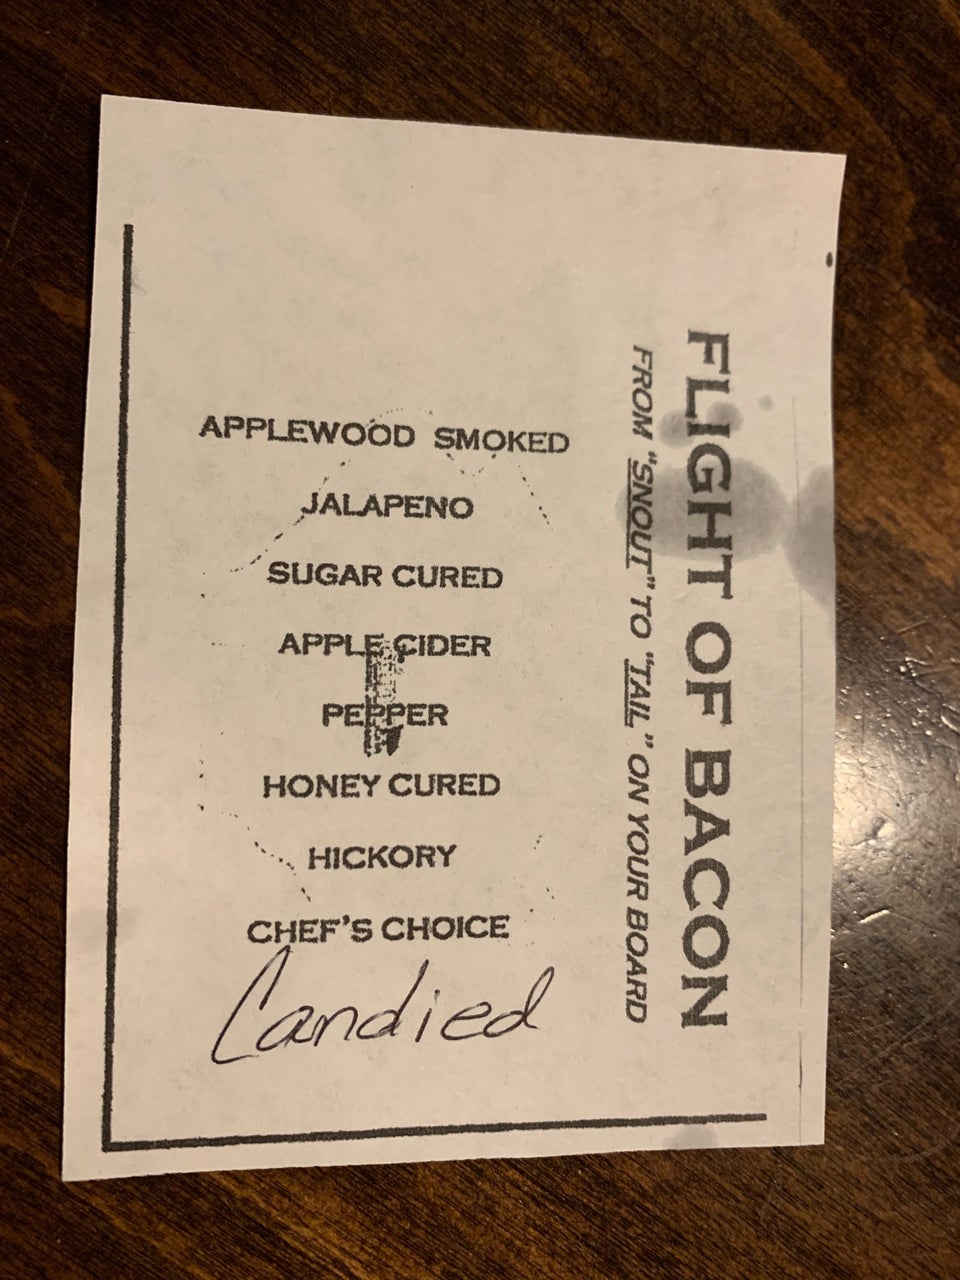 FLIGHT OF BACON
FROM "SNOUT" TO "TAIL" ON YOUR BOARD
APPLEWOOD SMOKED
JALAPENO
SUGAR CURED
APPLE CIDER
PEPPER
HONEY CURED
HICKORY
CHEF'S CHOICE
Candied